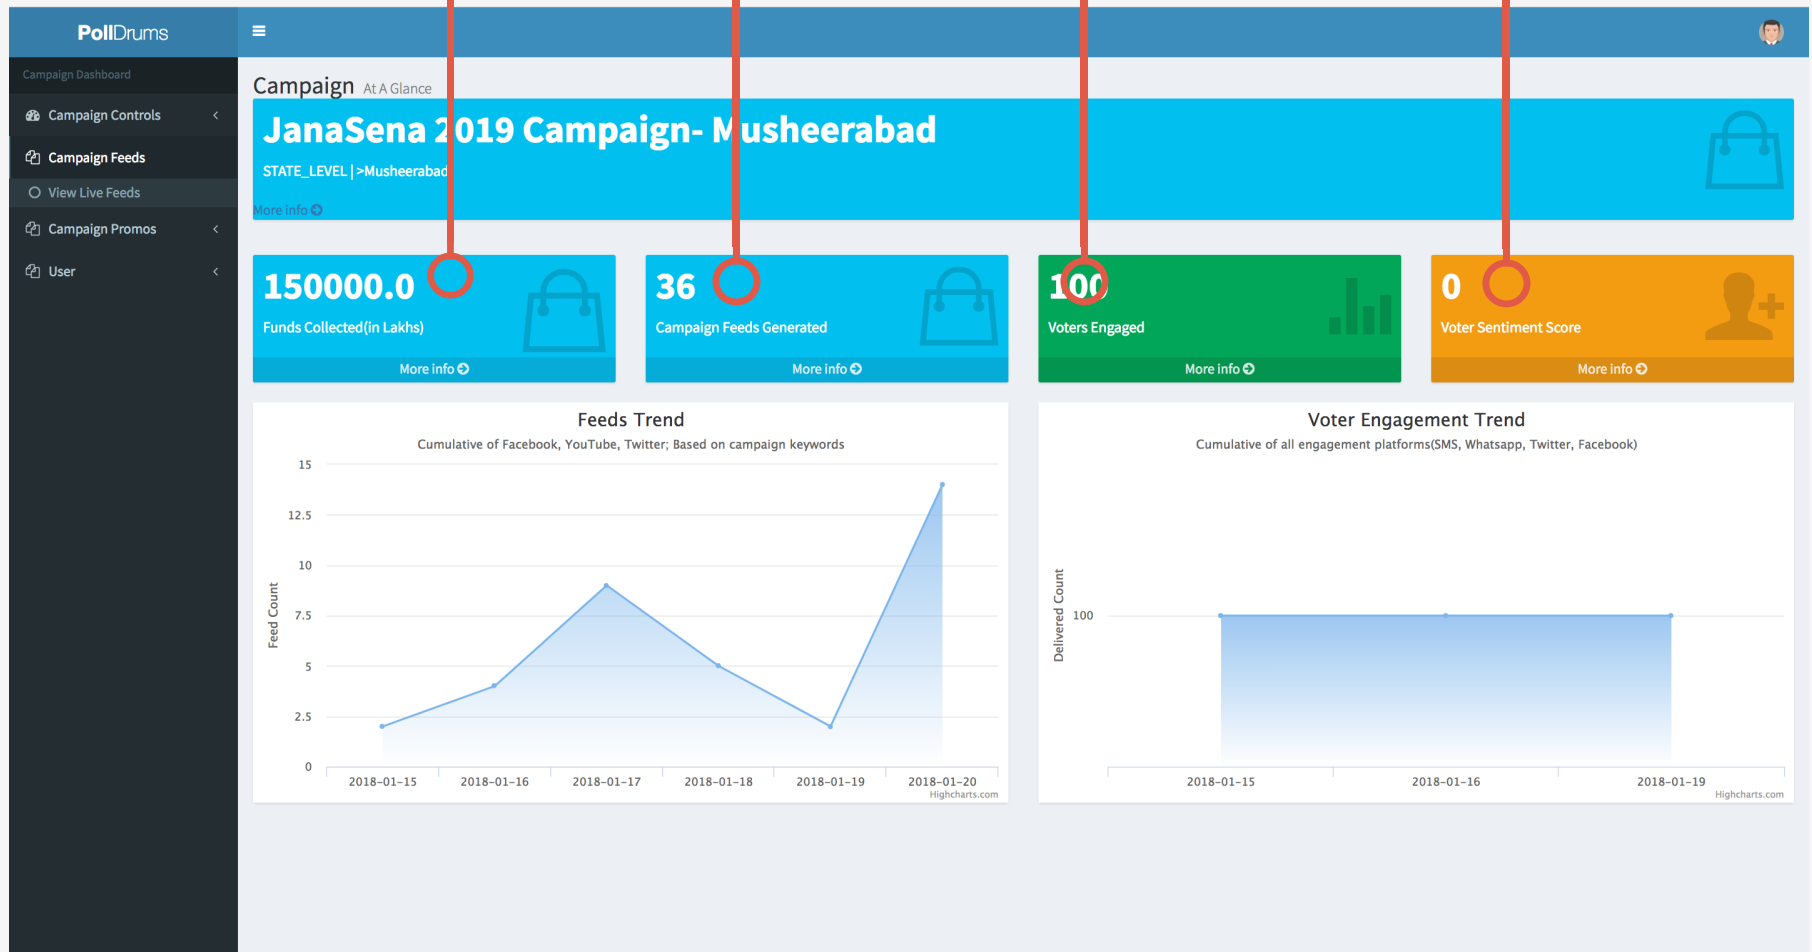 PollDrums
Campaign Dashboard
Campaign Controls
Campaign Feeds
View Live Feeds
Campaign Promos
User
Campaign At A Glance
JanaSena 2019 Campaign- Musheerabad
STATE_LEVEL | >Musheerabad
More info
150000.0
Funds Collected(in Lakhs)
More info
36
Campaign Feeds Generated
More info
100
Voters Engaged
More info
0
Voter Sentiment Score
More info
Feeds Trend
Cumulative of Facebook, YouTube, Twitter; Based on campaign keywords
15
12.5
10
7.5
5
2.5
0
Feed Count
2018-01-15 2018-01-16 2018-01-17 2018-01-18 2018-01-19 2018-01-20
Highcharts.com
Voter Engagement Trend
Cumulative of all engagement platforms(SMS, Whatsapp, Twitter, Facebook)
100
Delivered Count
2018-01-15 2018-01-16 2018-01-19
Highcharts.com